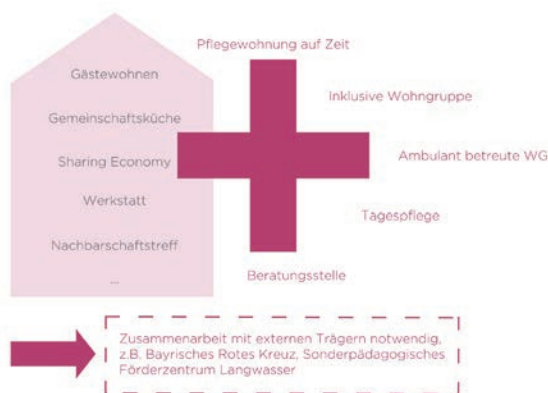 Pflegewohnung auf Zeit
Gästewohnen
Inklusive Wohngruppe
Gemeinschaftsküche
Sharing Economy
Ambulant betreute WG
Werkstatt
Tagespflege
Nachbarschaftstreff
Beratungsstelle
...
Zusammenarbeit mit externen Trägern notwendig,
z.B. Bayrisches Rotes Kreuz, Sonderpädagogisches
Förderzentrum Langwasser